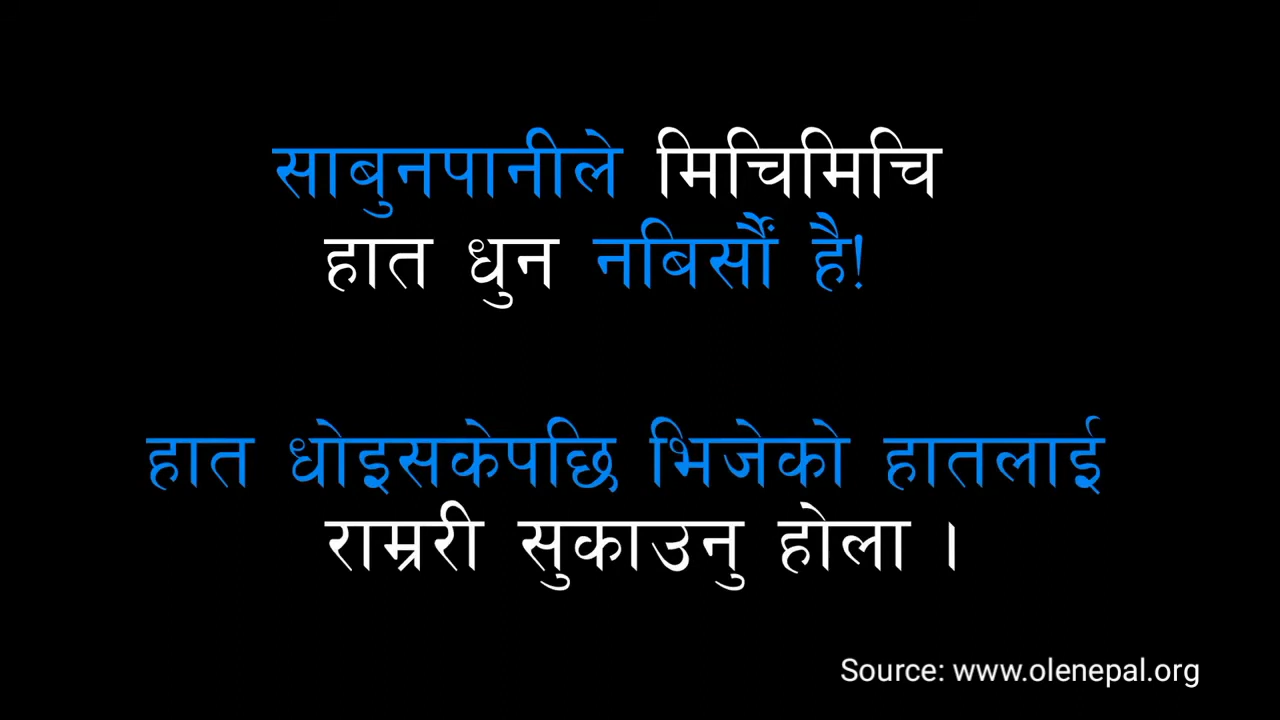 साबुनपानीले मिचिमिचि
हात धुन नबिर्सौं है!
हात धोइसकेपछि भिजेको हातलाई
राम्ररी सुकाउनु होला ।
Source: www.olenepal.org